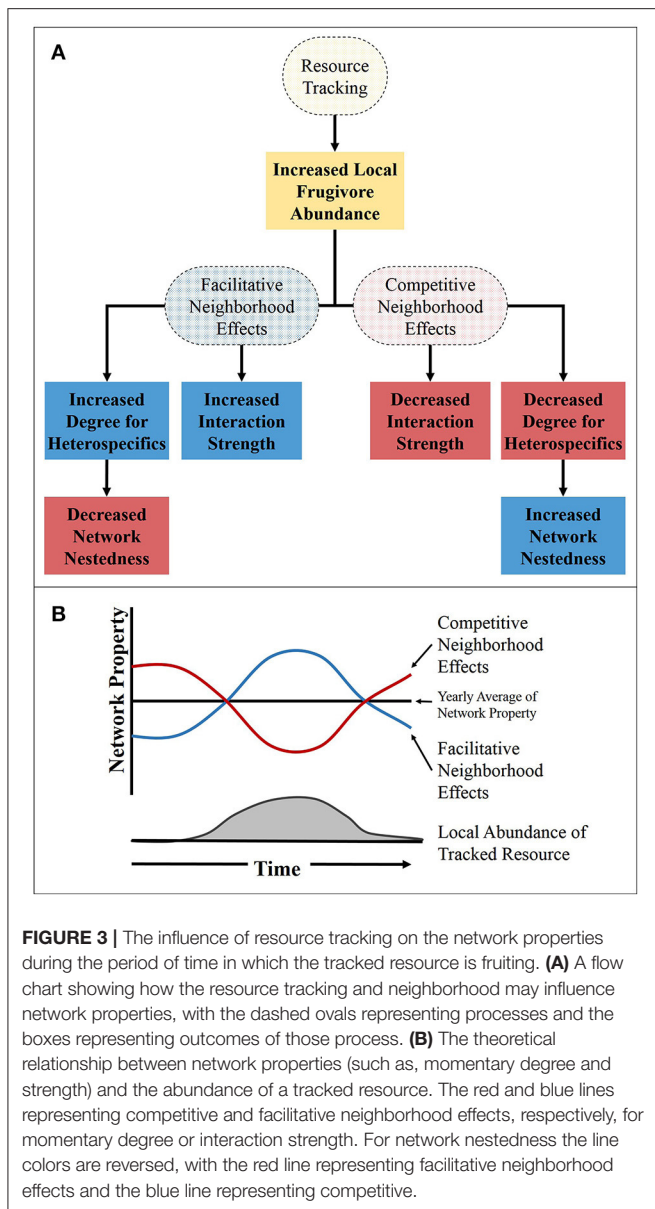 A
Resource
Tracking
Increased Local
Frugivore
Abundance
Facilitative
Neighborhood
Effects
Competitive
Neighborhood
Effects
Increased
Degree for
Heterospecifics
Increased
Interaction
Strength
Decreased
Interaction
Strength
Decreased
Degree for
Heterospecifics
Decreased
Network
Nestedness
Increased
Network
Nestedness
B
Network Property
Competitive
Neighborhood
Effects
Yearly Average of
Network Property
Facilitative
Neighborhood
Effects
Local Abundance of
Tracked Resource
Time
FIGURE 3 | The influence of resource tracking on the network properties
during the period of time in which the tracked resource is fruiting. (A) A flow
chart showing how the resource tracking and neighborhood may influence
network properties, with the dashed ovals representing processes and the
boxes representing outcomes of those process. (B) The theoretical
relationship between network properties (such as, momentary degree and
strength) and the abundance of a tracked resource. The red and blue lines
representing competitive and facilitative neighborhood effects, respectively, for
momentary degree or interaction strength. For network nestedness the line
colors are reversed, with the red line representing facilitative neighborhood
effects and the blue line representing competitive.